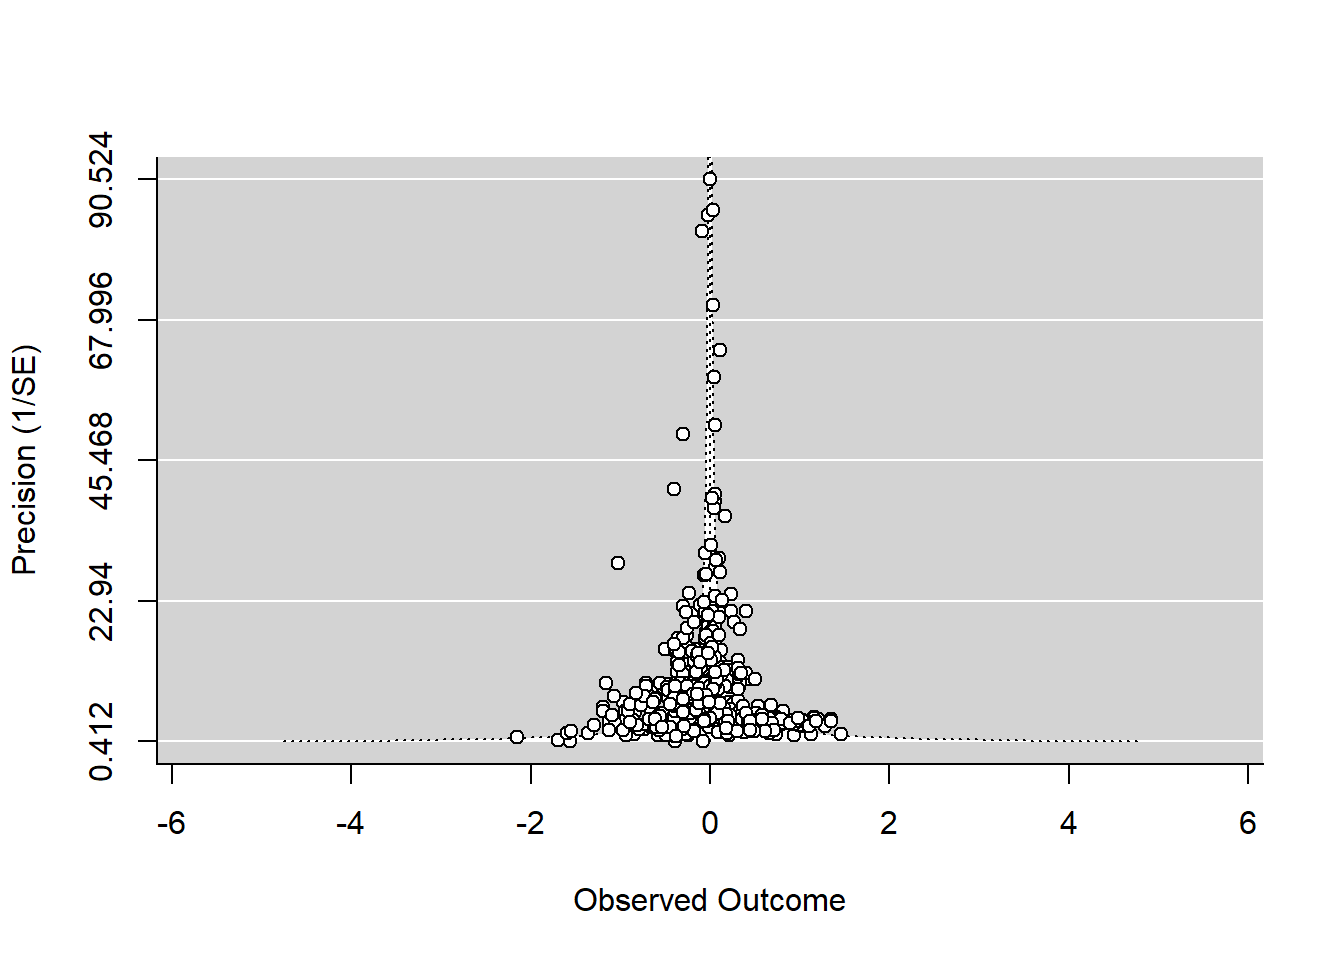 Precision (1/SE)
90.524
67.996
45.468
22.94
0.412
-6 -4 -2 0 2 4 6
Observed Outcome